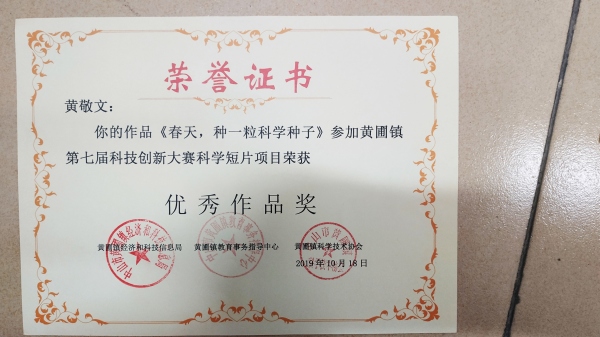 荣誉证书
黄敬文：
你的作品《春天，种一粒科学种子》参加黄圃镇
第七届科技创新大赛科学短片项目荣获
优秀作品奖
黄圃镇经济和科技信息局 黄圃镇教育事务指导中心 黄圃镇科学技术协会
2019年10月18日